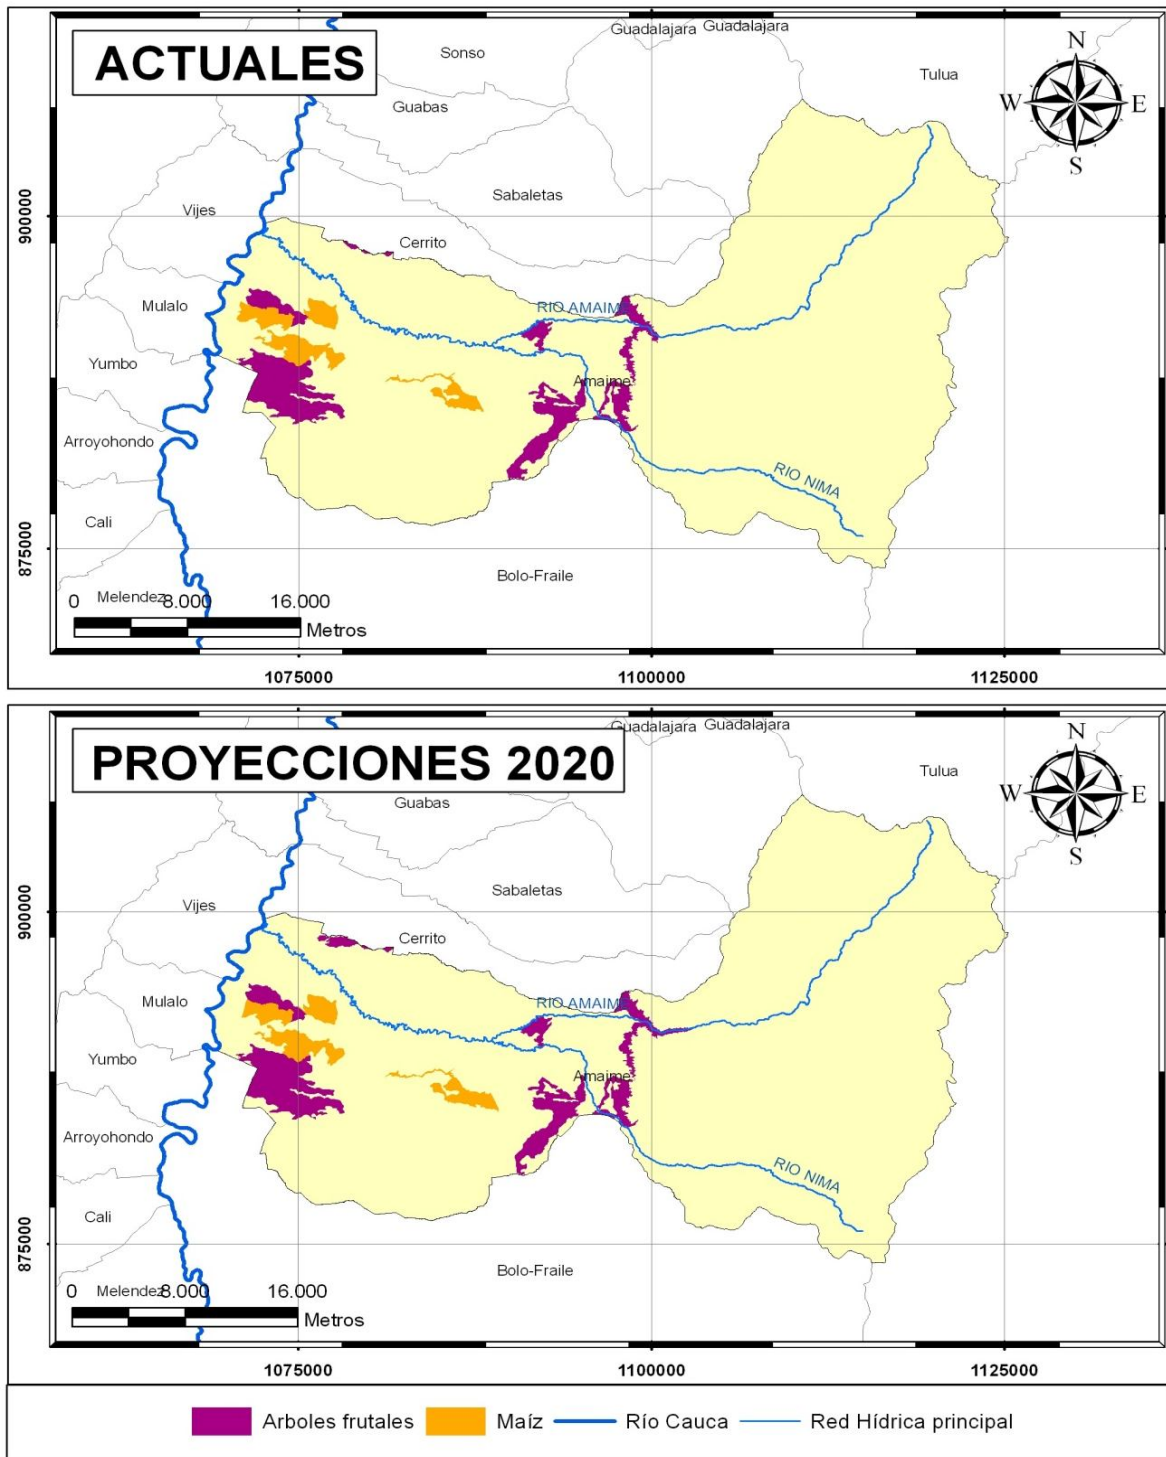 ACTUALES
Guadalajara Guadalajara
Sonso
Tulua
N
W E
S
Guabas
Sabaletas
Vijes
900000
Cerrito
Mulalo
RIO AMAIME
Yumbo
Amaime
Arroyohondo
RIO NIMA
Cali
875000
Bolo-Fraile
0 Melendez 8.000 16.000
Metros
1075000 1100000 1125000
PROYECCIONES 2020
Guadalajara Guadalajara
Tulua
N
W E
S
Guabas
Sabaletas
Vijes
900000
Cerrito
Mulalo
RIO AMAIME
Yumbo
Amaime
Arroyohondo
RIO NIMA
Cali
875000
Bolo-Fraile
0 Melendez 8.000 16.000
Metros
1075000 1100000 1125000
Arboles frutales Maíz Río Cauca Red Hídrica principal